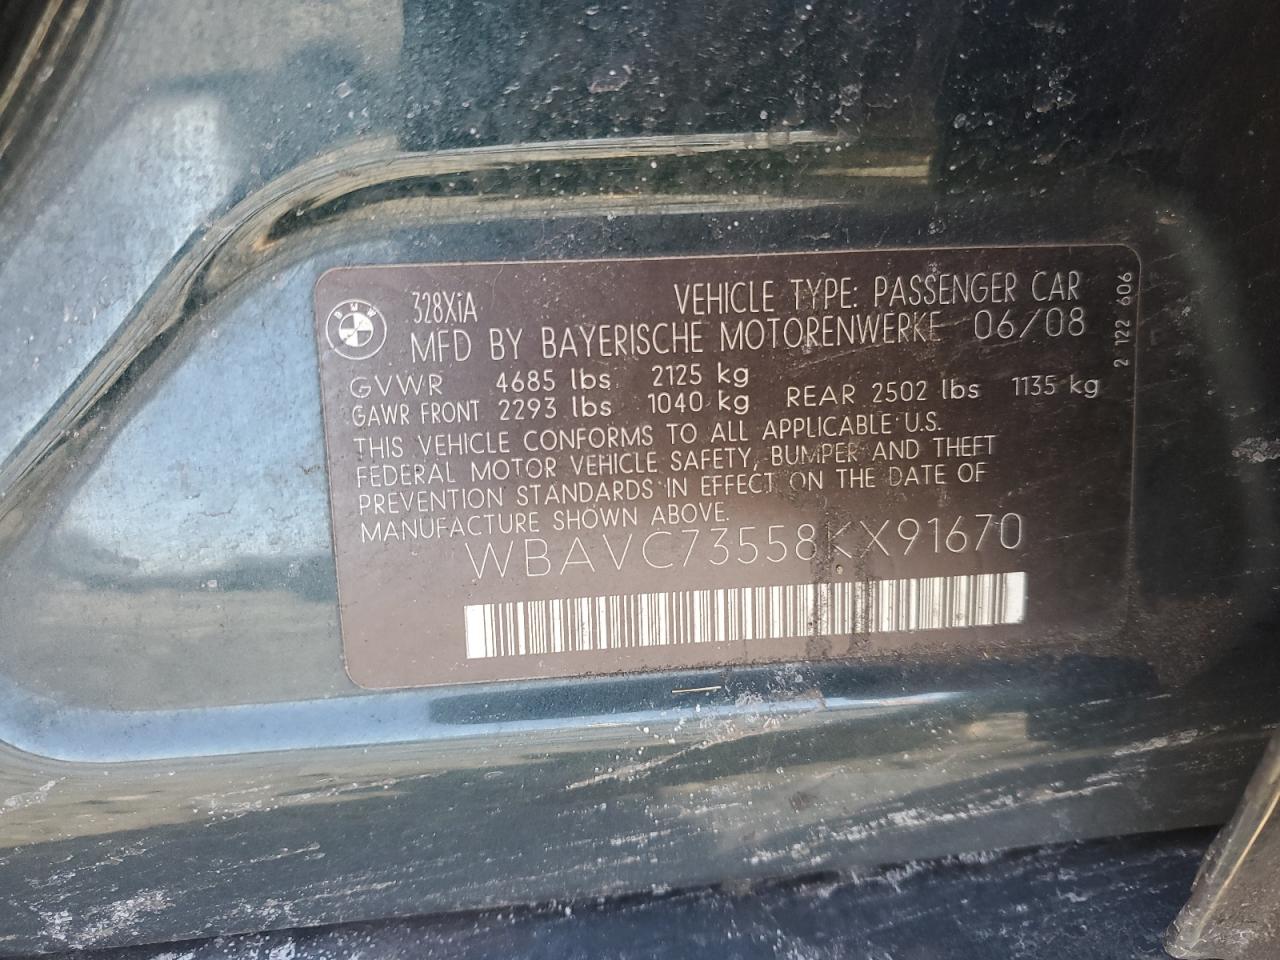 BMW
328XiA VEHICLE TYPE: PASSENGER CAR
MFD BY BAYERISCHE MOTORENWERKE 06/08
GVWR 4685 lbs 2125 kg
GAWR FRONT 2293 lbs 1040 kg REAR 2502 lbs 1135 kg
THIS VEHICLE CONFORMS TO ALL APPLICABLE U.S.
FEDERAL MOTOR VEHICLE SAFETY, BUMPER AND THEFT
PREVENTION STANDARDS IN EFFECT ON THE DATE OF
MANUFACTURE SHOWN ABOVE.
WBAVC73558KX91670
2 122 606